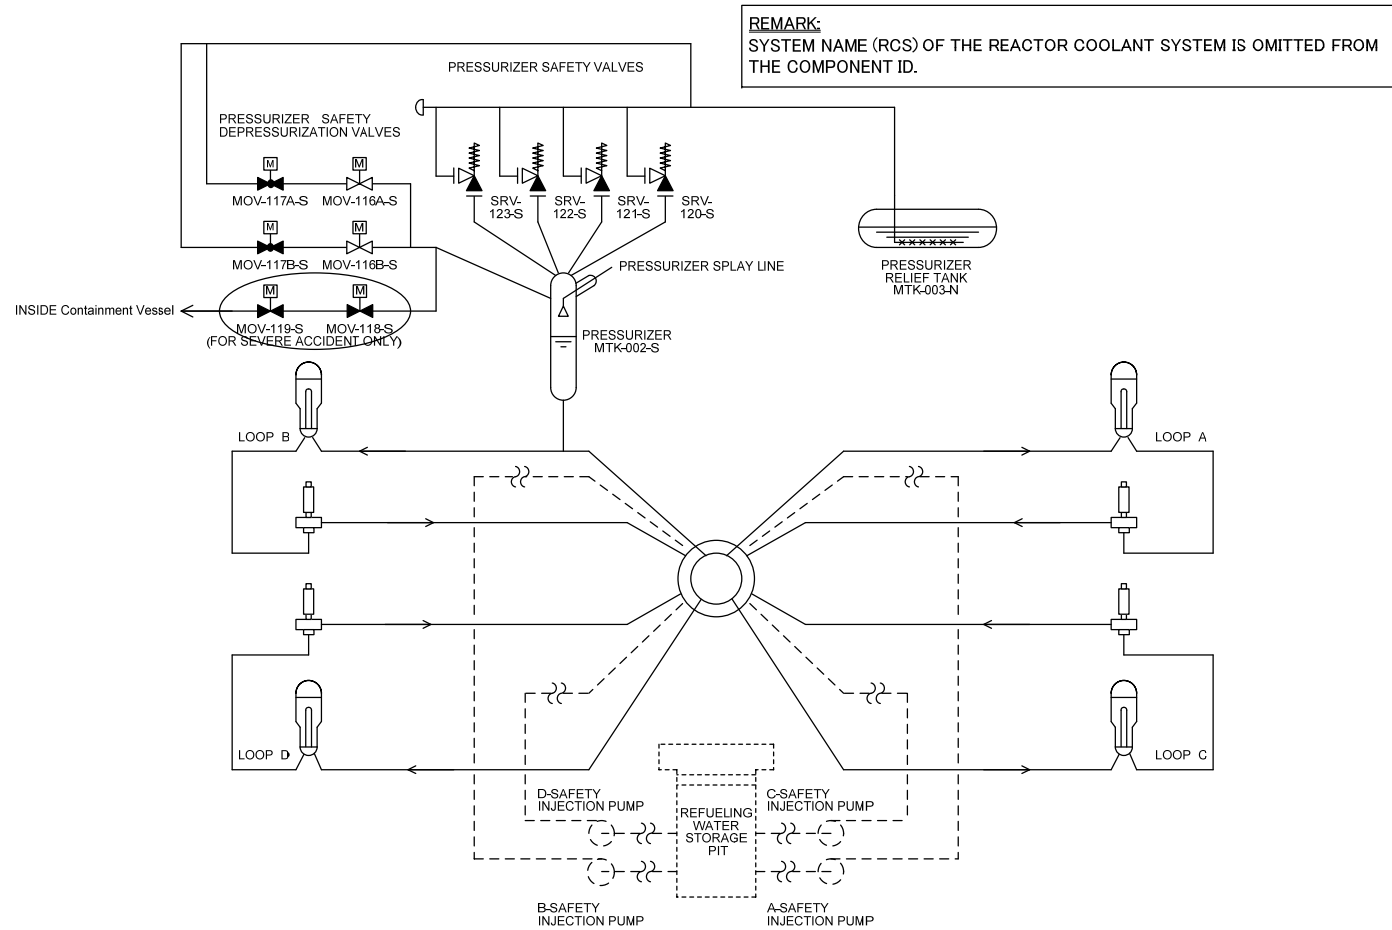 REMARK:
SYSTEM NAME (RCS) OF THE REACTOR COOLANT SYSTEM IS OMITTED FROM
THE COMPONENT ID.
PRESSURIZER SAFETY VALVES
PRESSURIZER SAFETY
DEPRESSURIZATION VALVES
M
M
MOV-117A-S
MOV-116A-S
SRV-
123-S
SRV-
122-S
SRV-
121-S
SRV-
120-S
M
M
MOV-117B-S
MOV-116B-S
PRESSURIZER SPLAY LINE
PRESSURIZER
RELIEF TANK
MTK-003-N
M
M
INSIDE Containment Vessel
MOV-119-S
MOV-118-S
(FOR SEVERE ACCIDENT ONLY)
PRESSURIZER
MTK-002-S
LOOP B
LOOP A
LOOP D
LOOP C
D-SAFETY
INJECTION PUMP
C-SAFETY
INJECTION PUMP
REFUELING
WATER
STORAGE
PIT
B-SAFETY
INJECTION PUMP
A-SAFETY
INJECTION PUMP